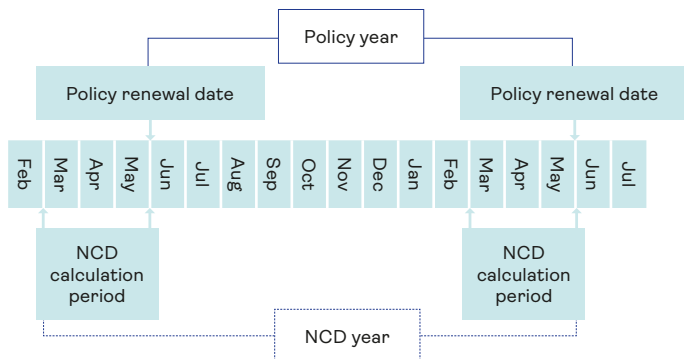 Policy year
Policy renewal date
Policy renewal date
Feb
Mar
Apr
May
Jun
Jul
Aug
Sep
Oct
Nov
Dec
Jan
Feb
Mar
Apr
May
Jun
Jul
NCD
calculation
period
NCD
calculation
period
NCD year